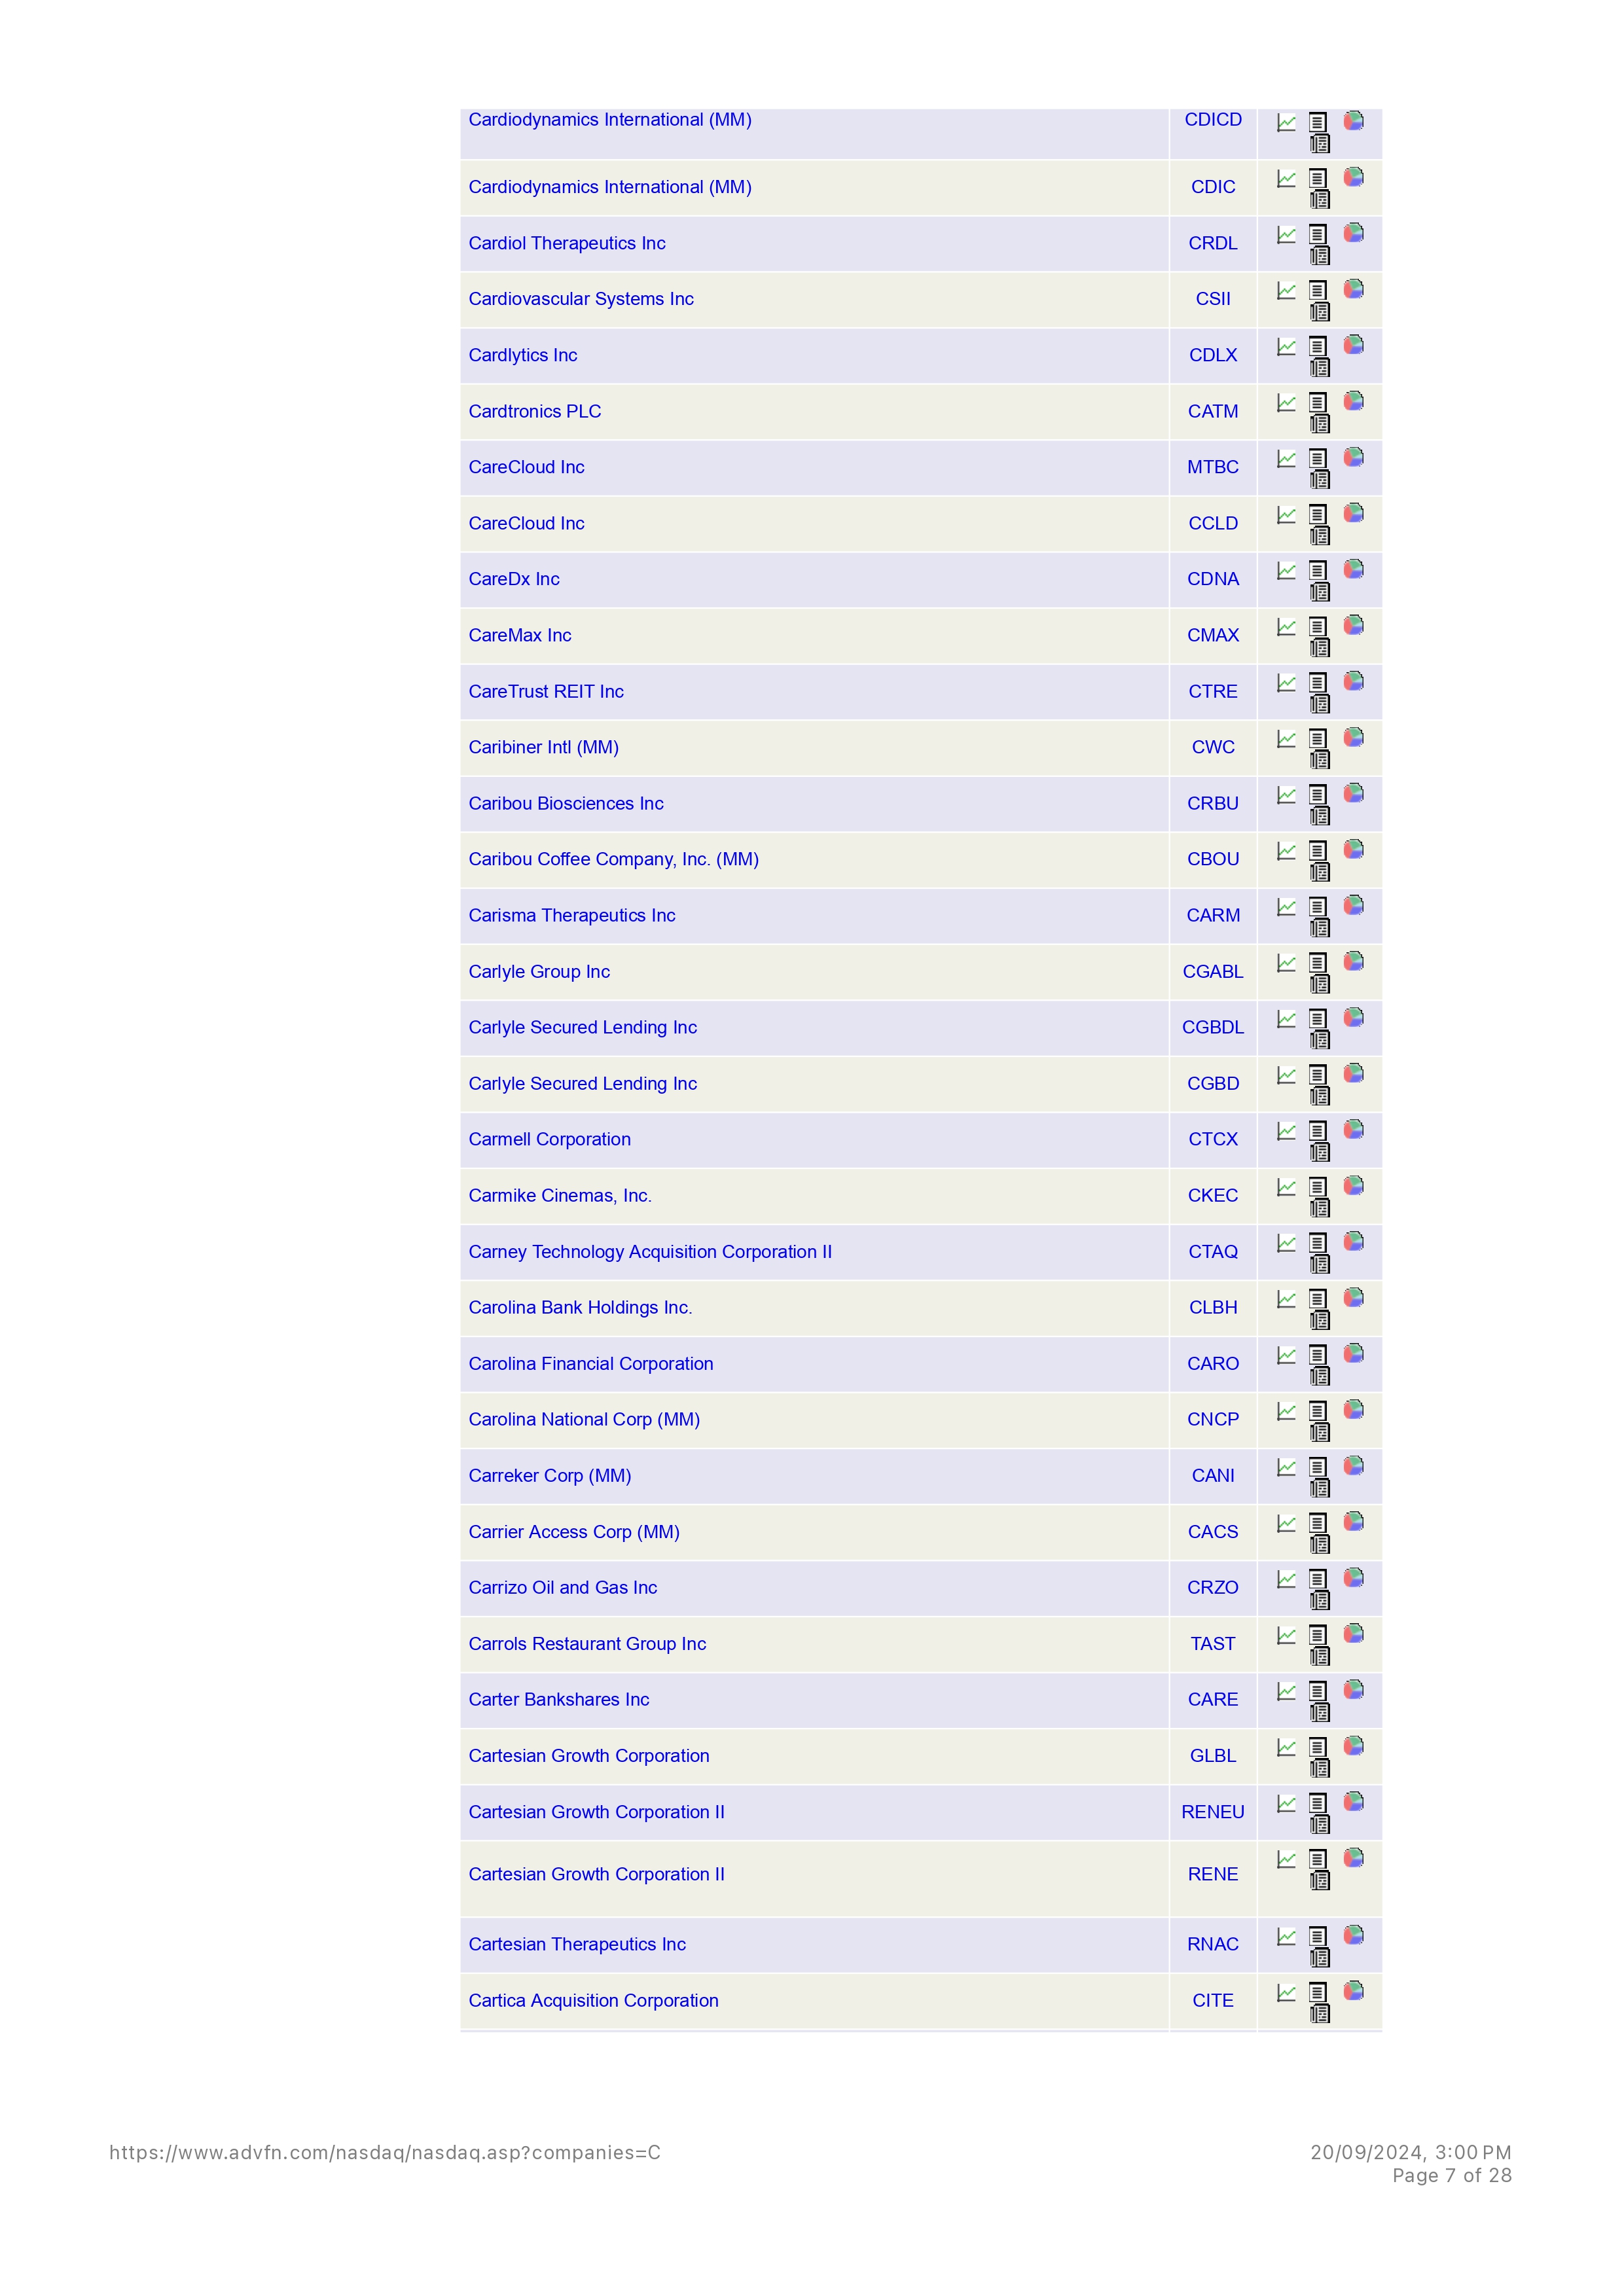 Cardiodynamics International (MM) CDICD
Cardiodynamics International (MM) CDIC
Cardiol Therapeutics Inc CRDL
Cardiovascular Systems Inc CSII
Cardlytics Inc CDLX
Cardtronics PLC CATM
CareCloud Inc MTBC
CareCloud Inc CCLD
CareDx Inc CDNA
CareMax Inc CMAX
CareTrust REIT Inc CTRE
Caribiner Intl (MM) CWC
Caribou Biosciences Inc CRBU
Caribou Coffee Company, Inc. (MM) CBOU
Carisma Therapeutics Inc CARM
Carlyle Group Inc CGABL
Carlyle Secured Lending Inc CGBDL
Carlyle Secured Lending Inc CGBD
Carmell Corporation CTCX
Carmike Cinemas, Inc. CKEC
Carney Technology Acquisition Corporation II CTAQ
Carolina Bank Holdings Inc. CLBH
Carolina Financial Corporation CARO
Carolina National Corp (MM) CNCP
Carreker Corp (MM) CANI
Carrier Access Corp (MM) CACS
Carrizo Oil and Gas Inc CRZO
Carrols Restaurant Group Inc TAST
Carter Bankshares Inc CARE
Cartesian Growth Corporation GLBL
Cartesian Growth Corporation II RENEU
Cartesian Growth Corporation II RENE
Cartesian Therapeutics Inc RNAC
Cartica Acquisition Corporation CITE
https://www.advfn.com/nasdaq/nasdaq.asp?companies=C 20/09/2024, 3:00 PM
Page 7 of 28